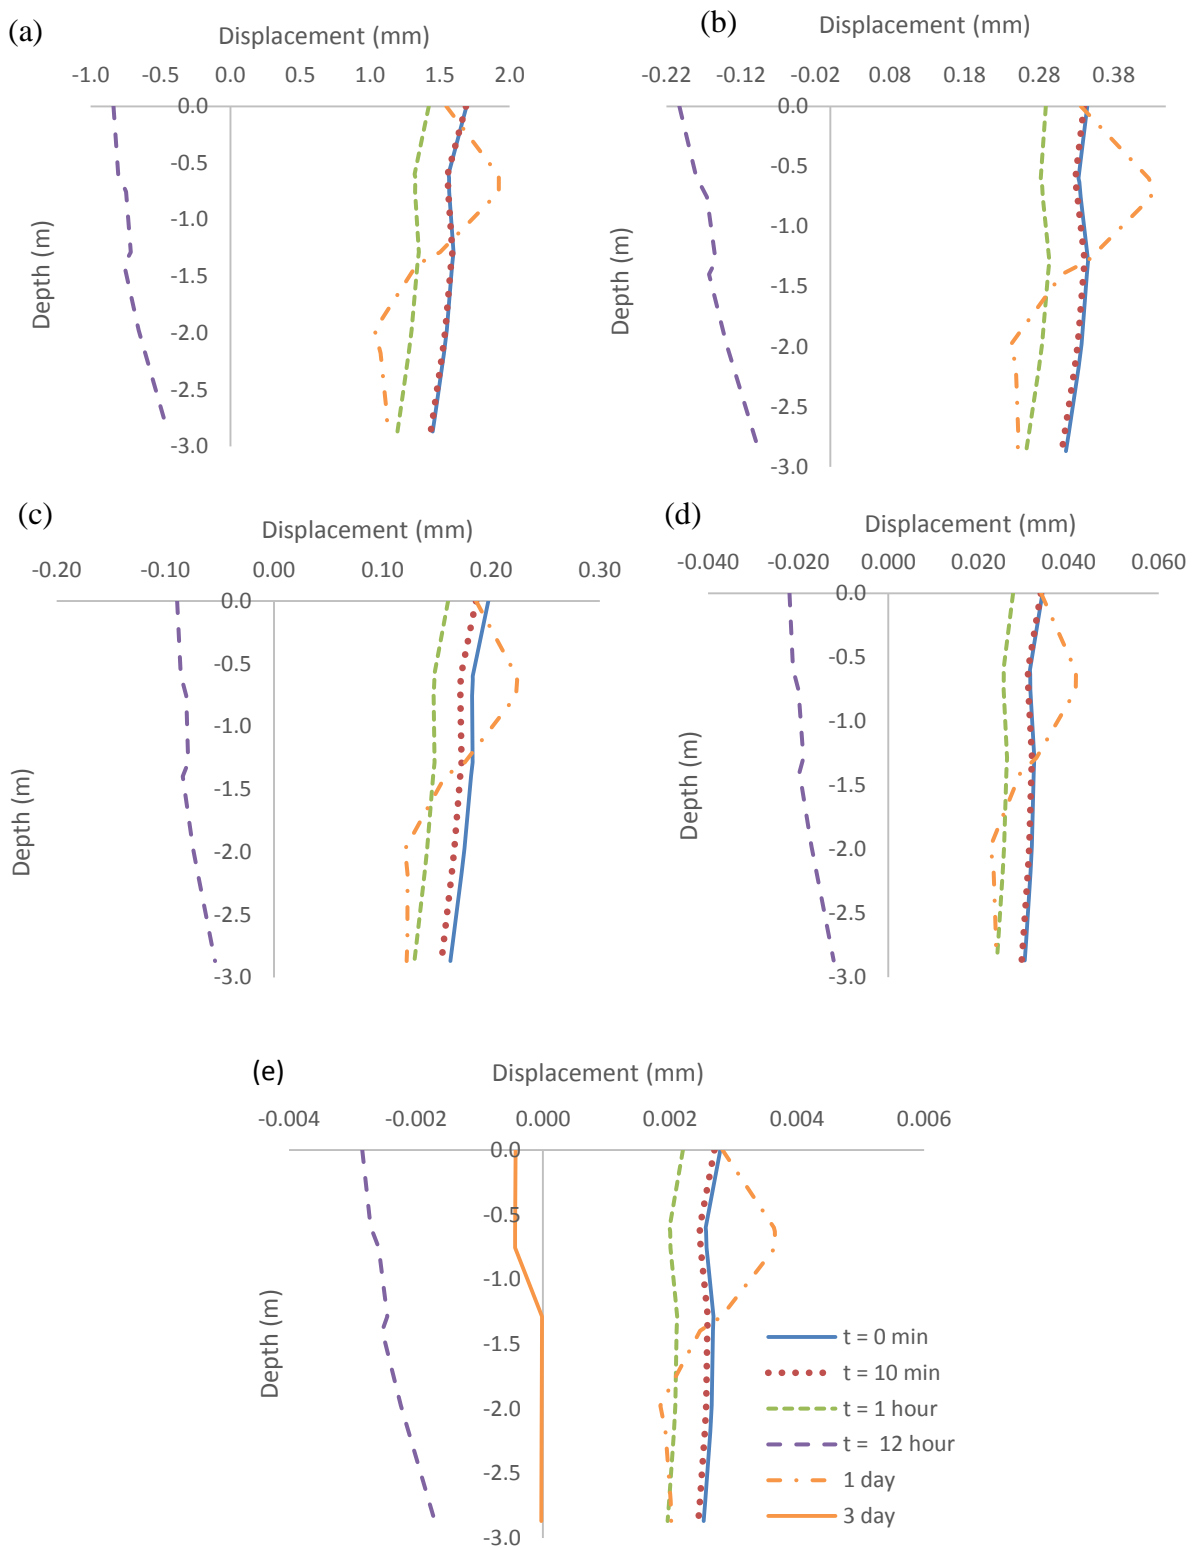 (a)
Displacement (mm)
-1.0 -0.5 0.0 0.5 1.0 1.5 2.0
0.0
-0.5
-1.0
-1.5
-2.0
-2.5
-3.0
Depth (m)
(b)
Displacement (mm)
-0.22 -0.12 -0.02 0.08 0.18 0.28 0.38
0.0
-0.5
-1.0
-1.5
-2.0
-2.5
-3.0
Depth (m)
(c)
Displacement (mm)
-0.20 -0.10 0.00 0.10 0.20 0.30
0.0
-0.5
-1.0
-1.5
-2.0
-2.5
-3.0
Depth (m)
(d)
Displacement (mm)
-0.040 -0.020 0.000 0.020 0.040 0.060
0.0
-0.5
-1.0
-1.5
-2.0
-2.5
-3.0
Depth (m)
(e)
Displacement (mm)
-0.004 -0.002 0.000 0.002 0.004 0.006
0.0
-0.5
-1.0
-1.5
-2.0
-2.5
-3.0
Depth (m)
t = 0 min
t = 10 min
t = 1 hour
t = 12 hour
1 day
3 day